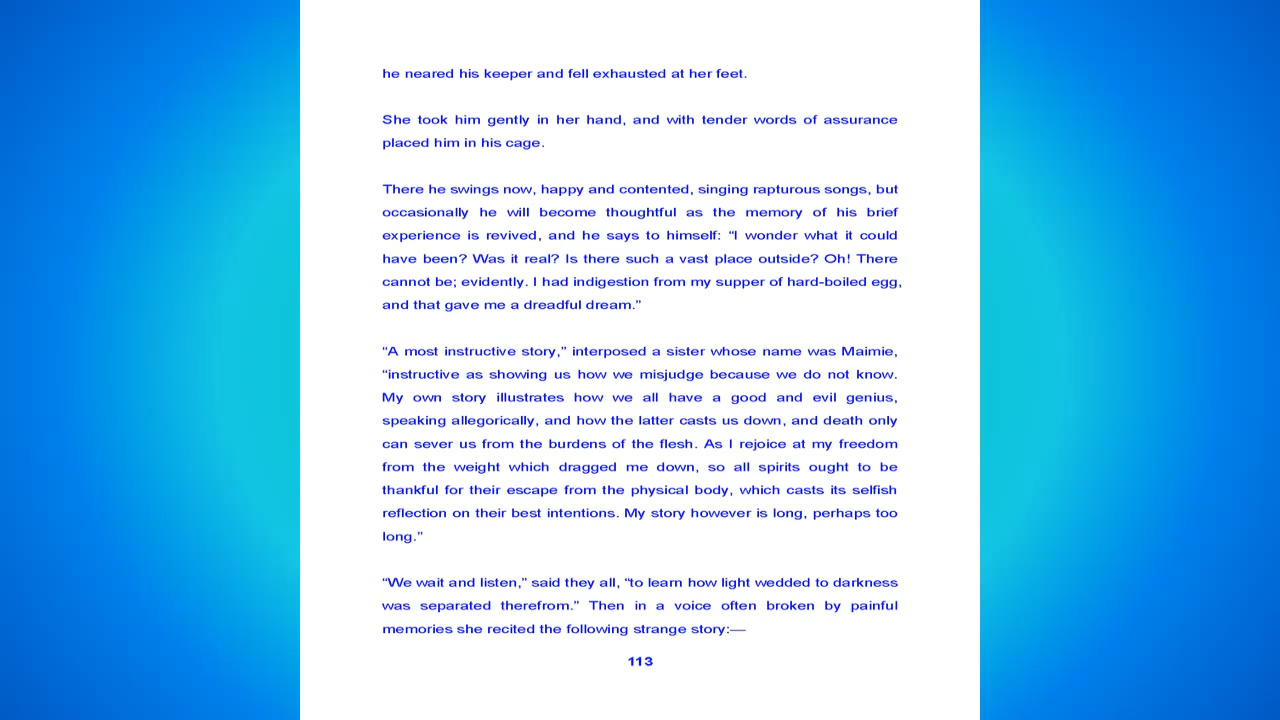 he neared his keeper and fell exhausted at her feet.
She took him gently in her hand, and with tender words of assurance
placed him in his cage.
There he swings now, happy and contented, singing rapturous songs, but
occasionally he will become thoughtful as the memory of his brief
experience is revived, and he says to himself: “I wonder what it could
have been? Was it real? Is there such a vast place outside? Oh! There
cannot be; evidently. I had indigestion from my supper of hard-boiled egg,
and that gave me a dreadful dream.”
“A most instructive story,” interposed a sister whose name was Maimie,
“instructive as showing us how we misjudge because we do not know.
My own story illustrates how we all have a good and evil genius,
speaking allegorically, and how the latter casts us down, and death only
can sever us from the burdens of the flesh. As I rejoice at my freedom
from the weight which dragged me down, so all spirits ought to be
thankful for their escape from the physical body, which casts its selfish
reflection on their best intentions. My story however is long, perhaps too
long.”
“We wait and listen,” said they all, “to learn how light wedded to darkness
was separated therefrom.” Then in a voice often broken by painful
memories she recited the following strange story:—
113